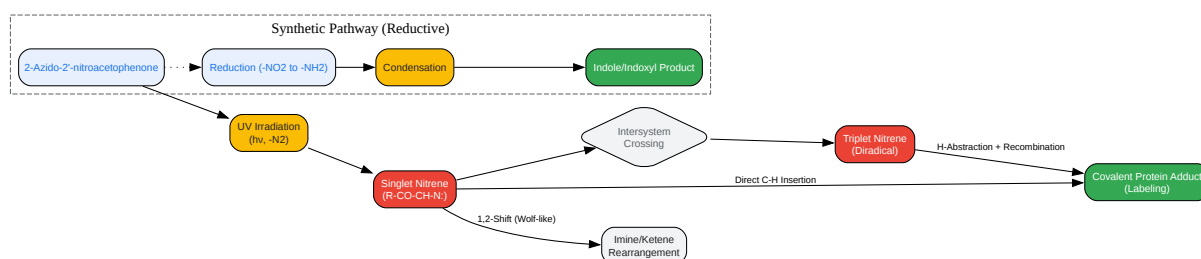 Synthetic Pathway (Reductive)
2-Azido-2'-nitroacetophenone
Reduction (-NO2 to -NH2)
Condensation
Indole/Indoxyl Product
UV Irradiation
(hν, -N2)
Intersystem
Crossing
Triplet Nitrene
(Diradical)
H-Abstraction + Recombination
Singlet Nitrene
(R-CO-CH-N:)
Direct C-H Insertion
Covalent Protein Adduct
(Labeling)
1,2-Shift (Wolf-like)
Imine/Ketene
Rearrangement